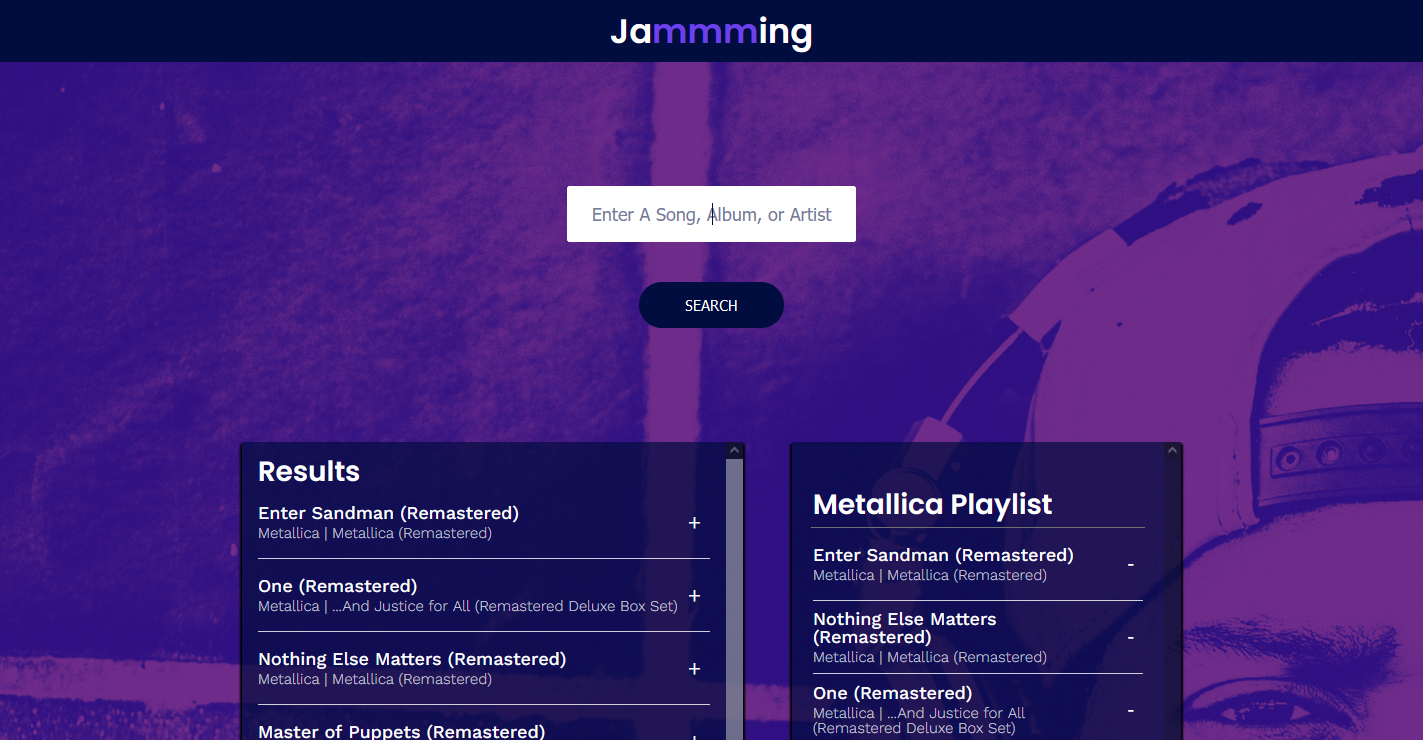 Jammming
Enter A Song, Album, or Artist
SEARCH
Results
Enter Sandman (Remastered)
Metallica | Metallica (Remastered)
+
One (Remastered)
Metallica | ...And Justice for All (Remastered Deluxe Box Set)
+
Nothing Else Matters (Remastered)
Metallica | Metallica (Remastered)
+
Master of Puppets (Remastered)
Metallica Playlist
Enter Sandman (Remastered)
Metallica | Metallica (Remastered)
-
Nothing Else Matters
(Remastered)
Metallica | Metallica (Remastered)
-
One (Remastered)
Metallica | ...And Justice for All
(Remastered Deluxe Box Set)
-